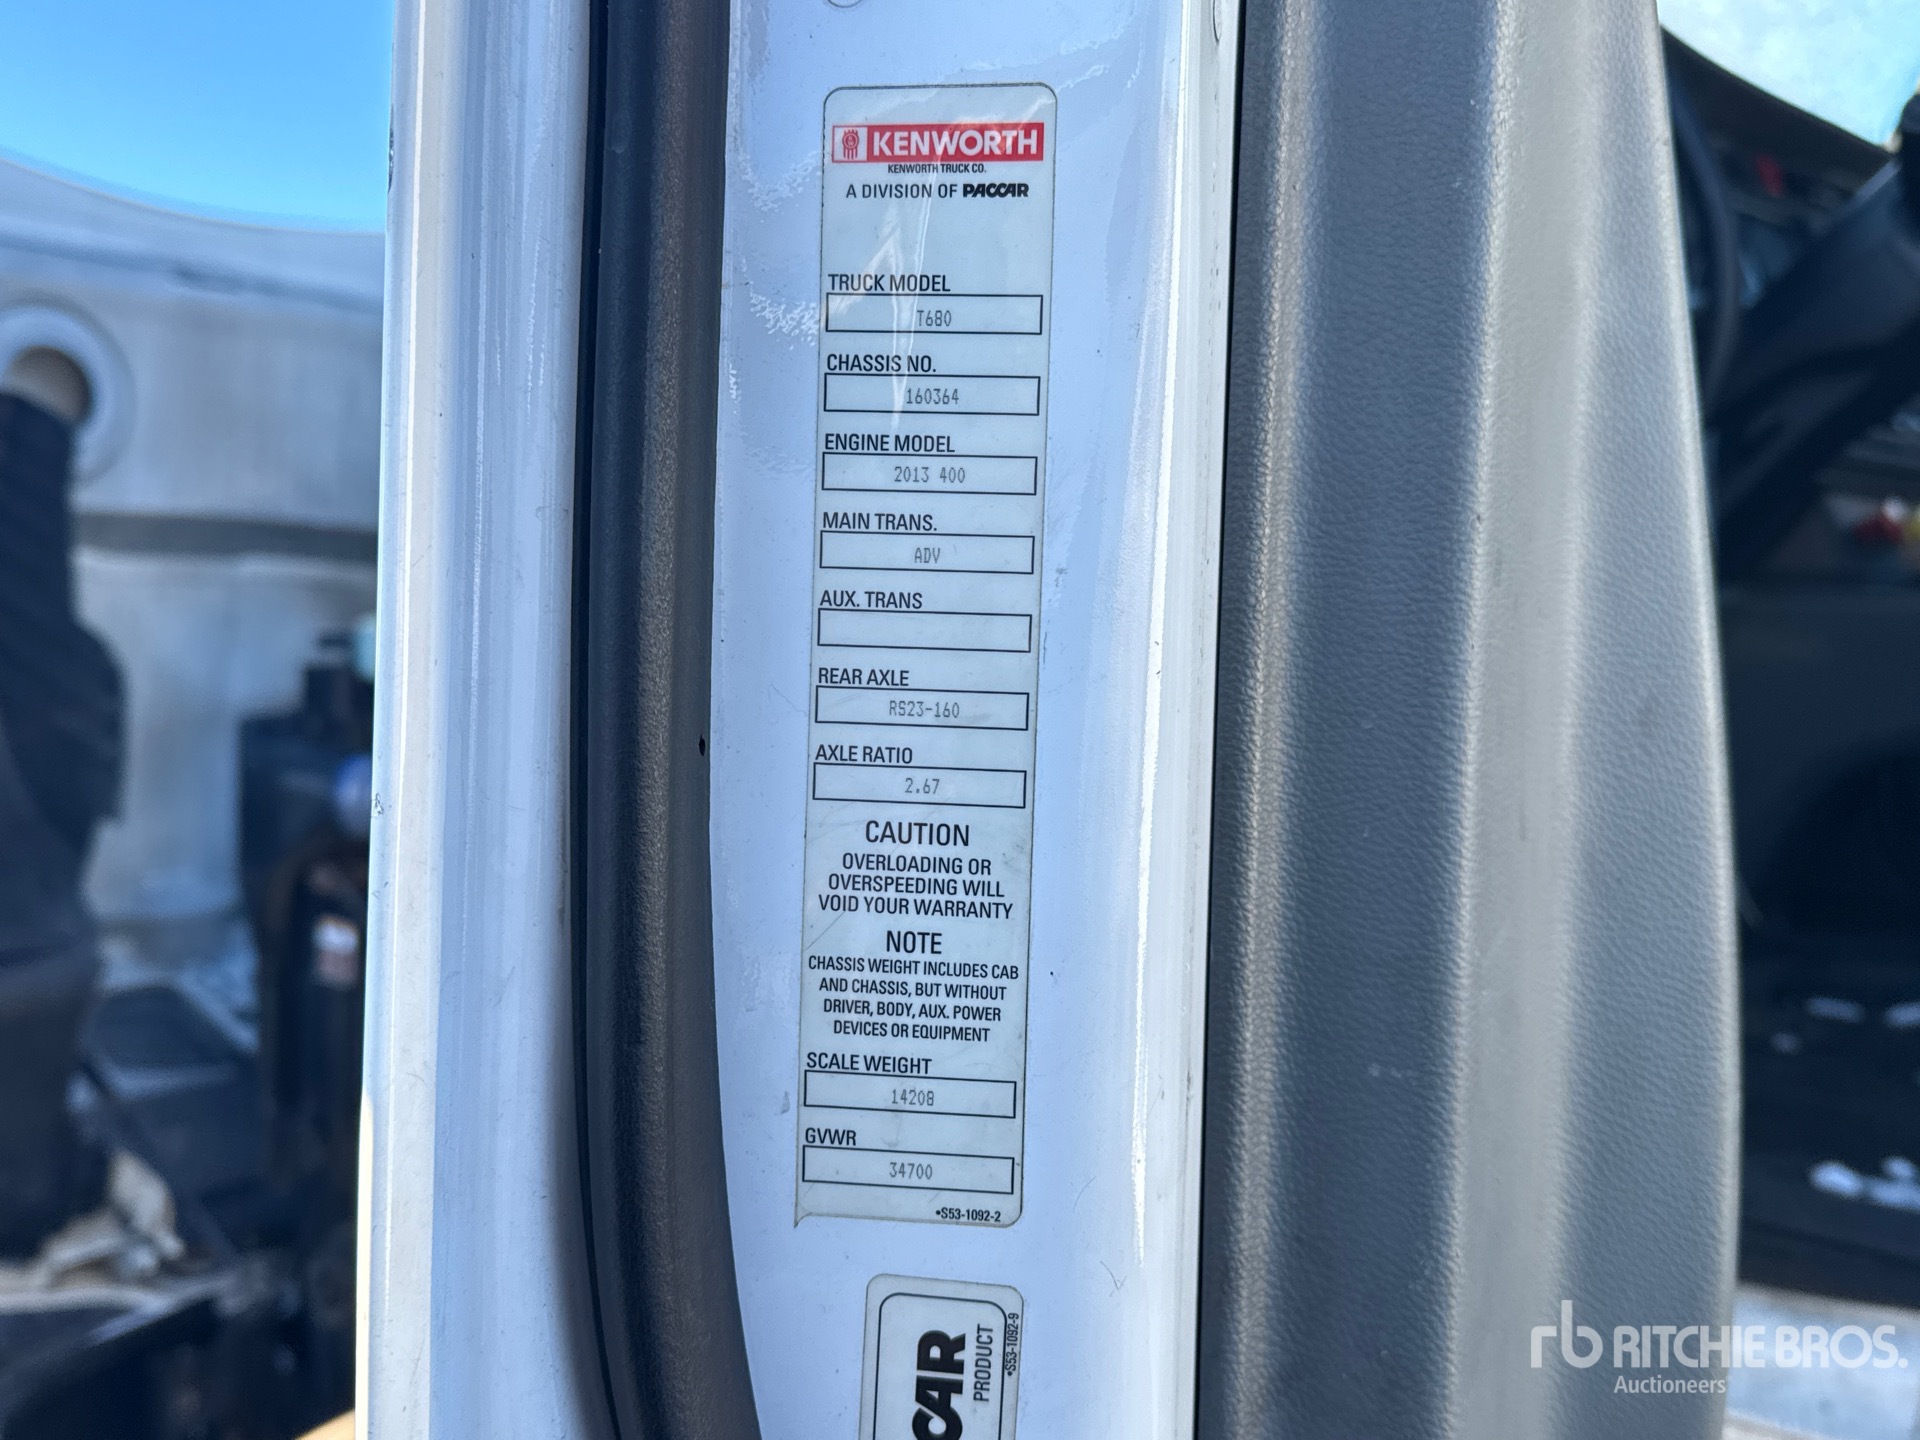 KENWORTH
KENWORTH TRUCK CO.
A DIVISION OF PACCAR
TRUCK MODEL
T680
CHASSIS NO.
160364
ENGINE MODEL
2013 400
MAIN TRANS.
ADV
AUX. TRANS
REAR AXLE
RS23-160
AXLE RATIO
2.67
CAUTION
OVERLOADING OR
OVERSPEEDING WILL
VOID YOUR WARRANTY
NOTE
CHASSIS WEIGHT INCLUDES CAB
AND CHASSIS, BUT WITHOUT
DRIVER, BODY, AUX. POWER
DEVICES OR EQUIPMENT
SCALE WEIGHT
14208
GVWR
34700
•S53-1092-2
CAR
PRODUCT
•S53-1092-9
rb RITCHIE BROS.
Auctioneers